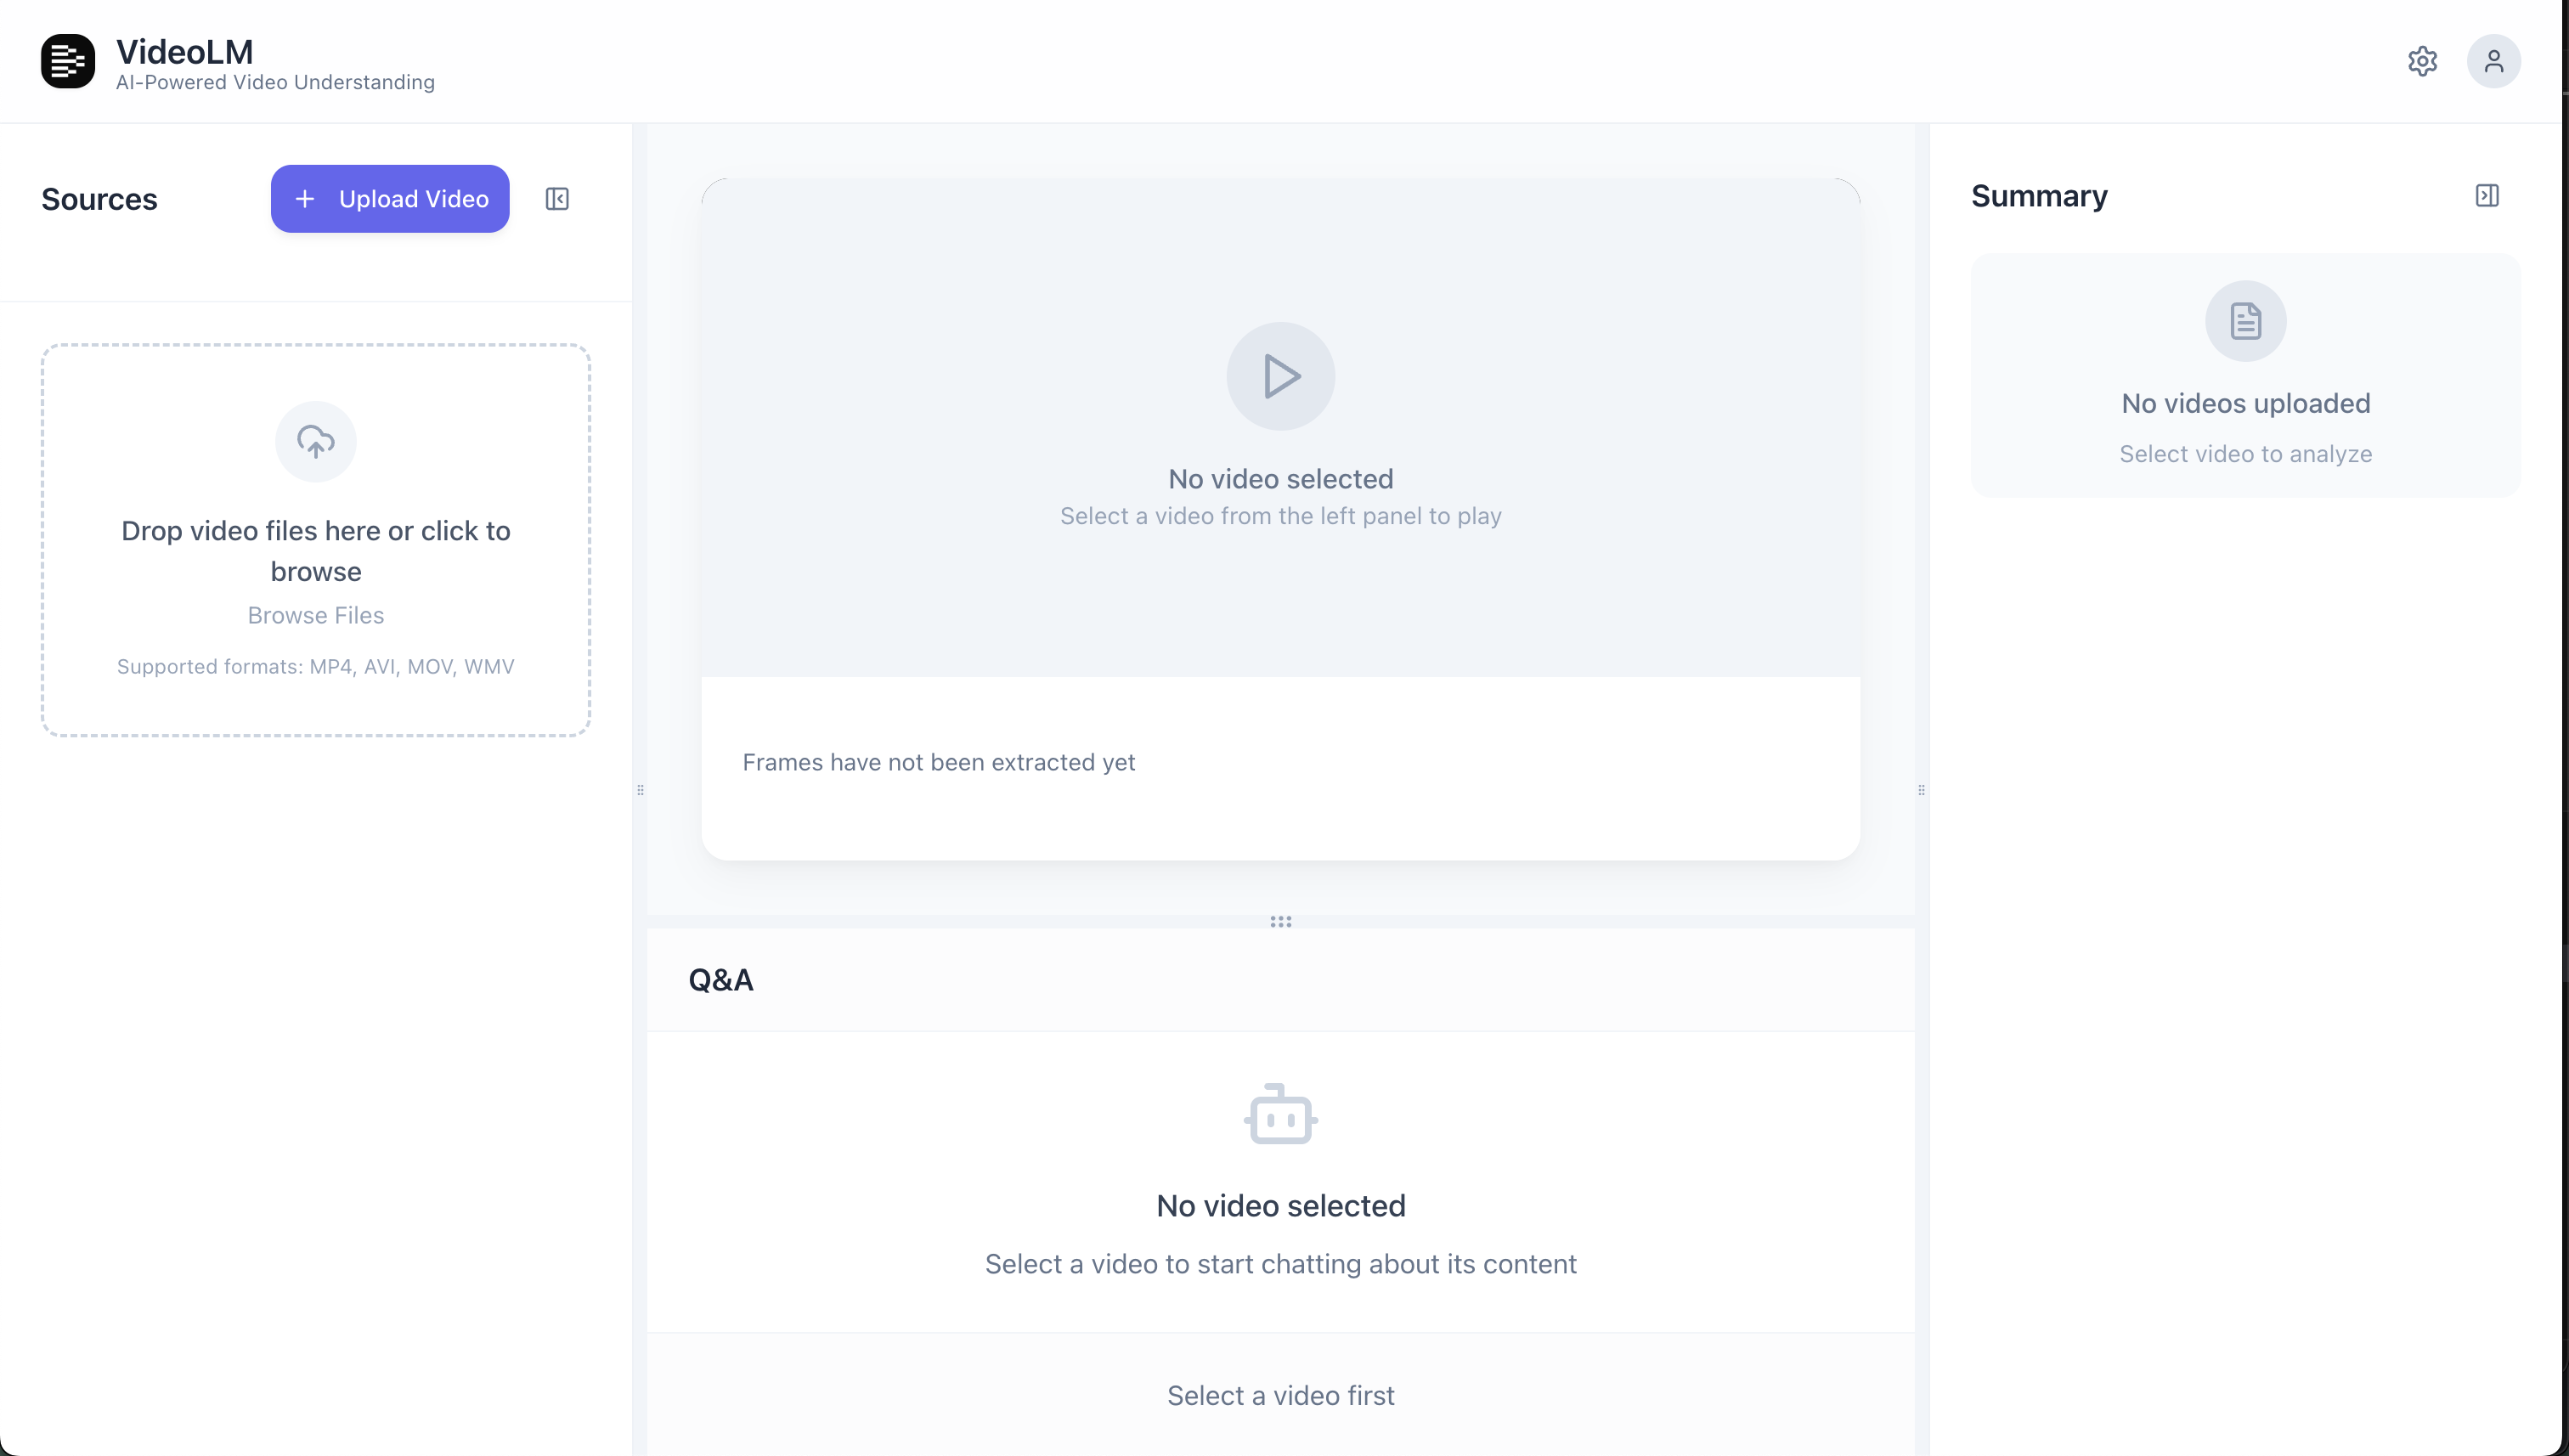 VideoLM
AI-Powered Video Understanding
Sources
Upload Video
Drop video files here or click to
browse
Browse Files
Supported formats: MP4, AVI, MOV, WMV
No video selected
Select a video from the left panel to play
Frames have not been extracted yet
Q&A
No video selected
Select a video to start chatting about its content
Select a video first
Summary
No videos uploaded
Select video to analyze